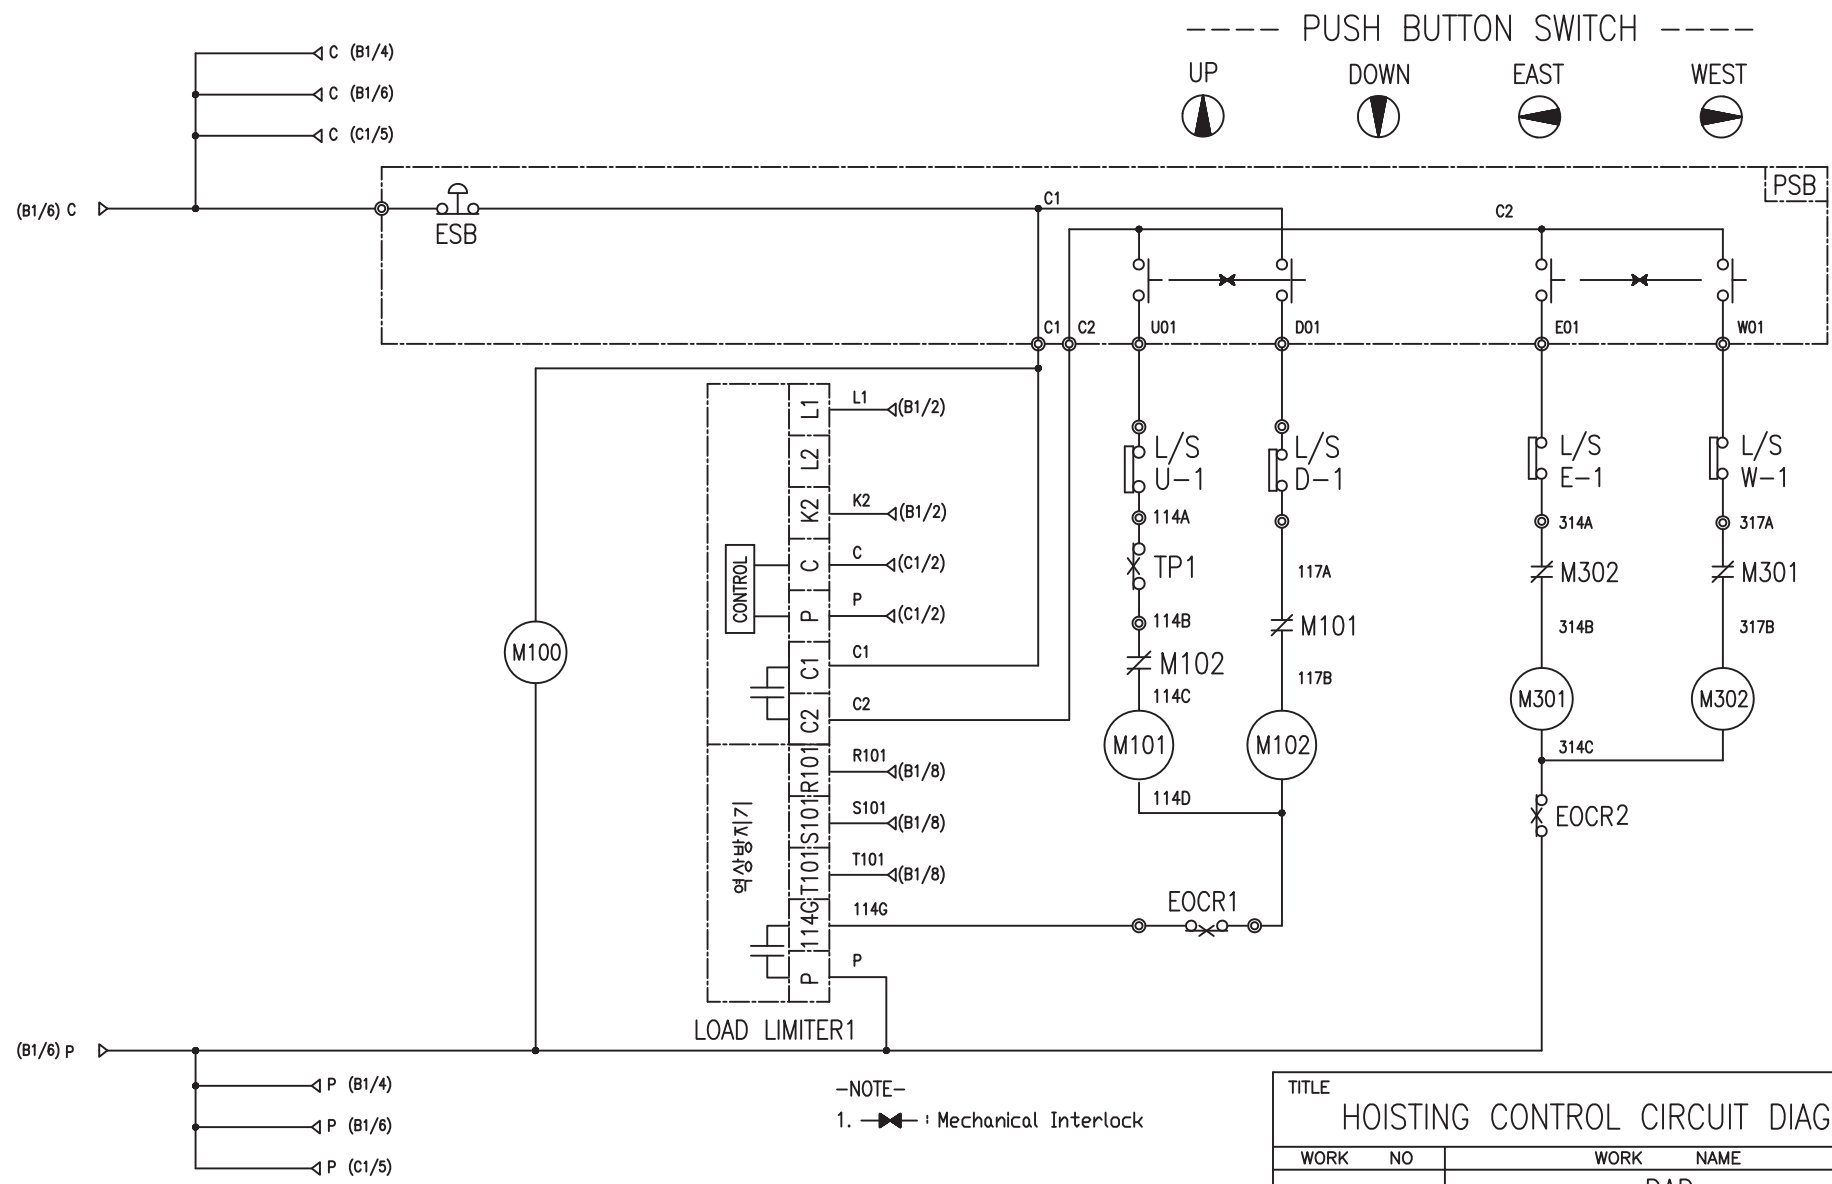 PUSH BUTTON SWITCH
UP DOWN EAST WEST
C (B1/4)
C (B1/6)
C (C1/5)
(B1/6) C
ESB
C1
C2
PSB
C1 C2 U01 D01 E01 W01
L1 L1 (B1/2)
L2
K2 K2 (B1/2)
C C (C1/2)
P P (C1/2)
CONTROL
C1 C1
C2 C2
R101 R101 (B1/8)
S101 S101 (B1/8)
T101 T101 (B1/8)
114G 114G
P P
역상방지기
LOAD LIMITER1
M100
L/S
U-1
114A
TP1
114B
M102
114C
M101
114D
L/S
D-1
117A
M101
117B
M102
EOCR1
L/S
E-1
314A
M302
314B
M301
314C
EOCR2
L/S
W-1
317A
M301
317B
M302
(B1/6) P
P (B1/4)
P (B1/6)
P (C1/5)
-NOTE-
1. : Mechanical Interlock
TITLE
HOISTING CONTROL CIRCUIT DIAG
WORK NO WORK NAME